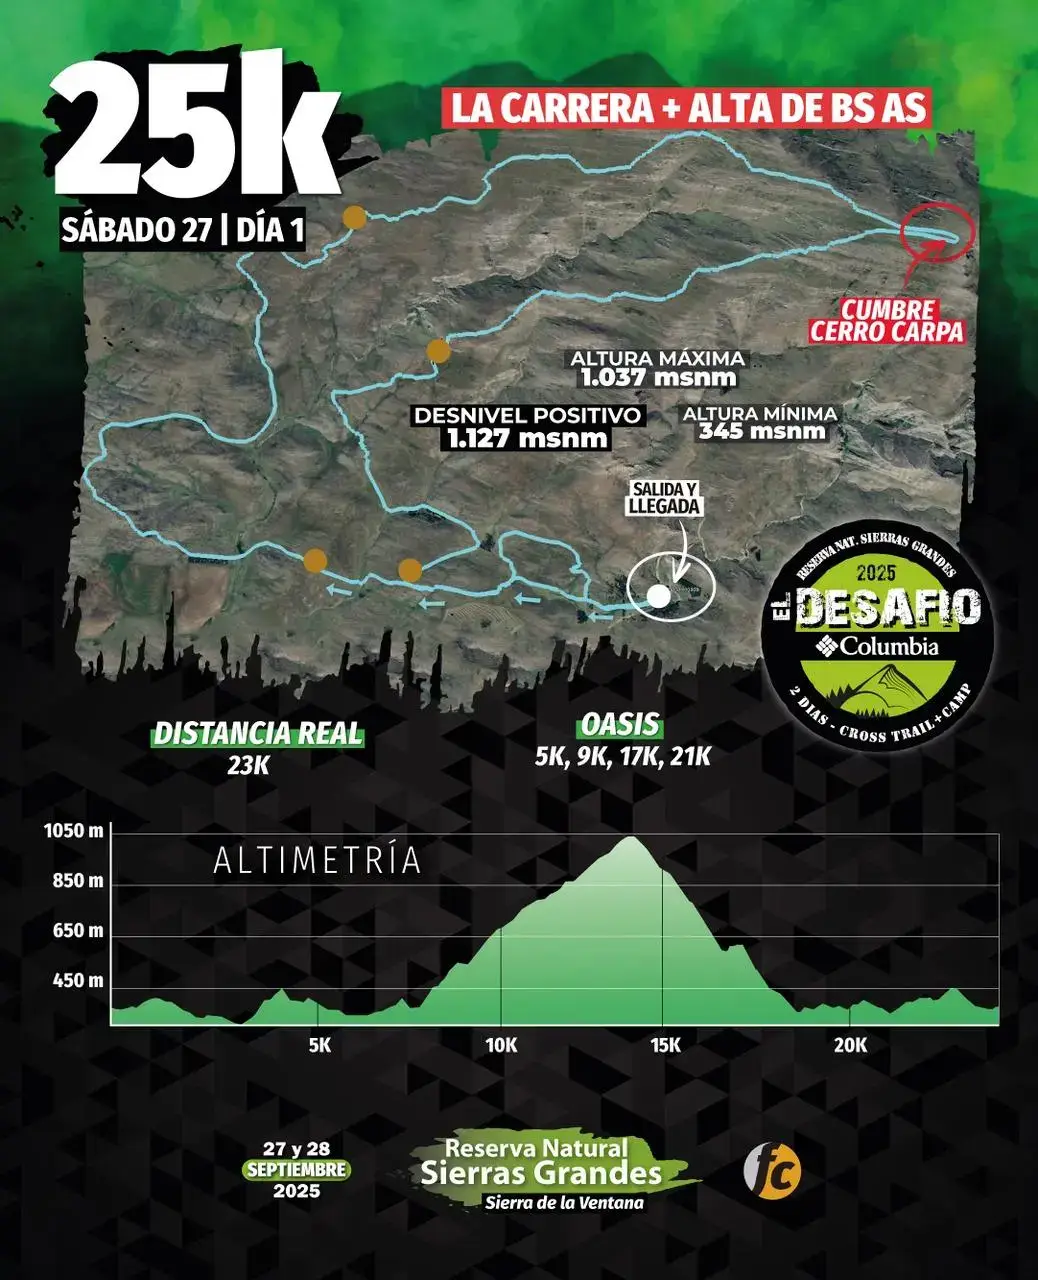 25k
SÁBADO 27 | DÍA 1
LA CARRERA + ALTA DE BS AS
CUMBRE
CERRO CARPA
ALTURA MÁXIMA
1.037 msnm
DESNIVEL POSITIVO
1.127 msnm
ALTURA MÍNIMA
345 msnm
SALIDA Y
LLEGADA
RESERVA NAT. SIERRAS GRANDES
2025
EL DESAFIO
Columbia
2 DIAS - CROSS TRAIL + CAMP
DISTANCIA REAL
23K
OASIS
5K, 9K, 17K, 21K
ALTIMETRÍA
1050 m
850 m
650 m
450 m
5K
10K
15K
20K
27 y 28
SEPTIEMBRE
2025
Reserva Natural
Sierras Grandes
Sierra de la Ventana
fc